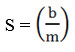 S = (b/m)